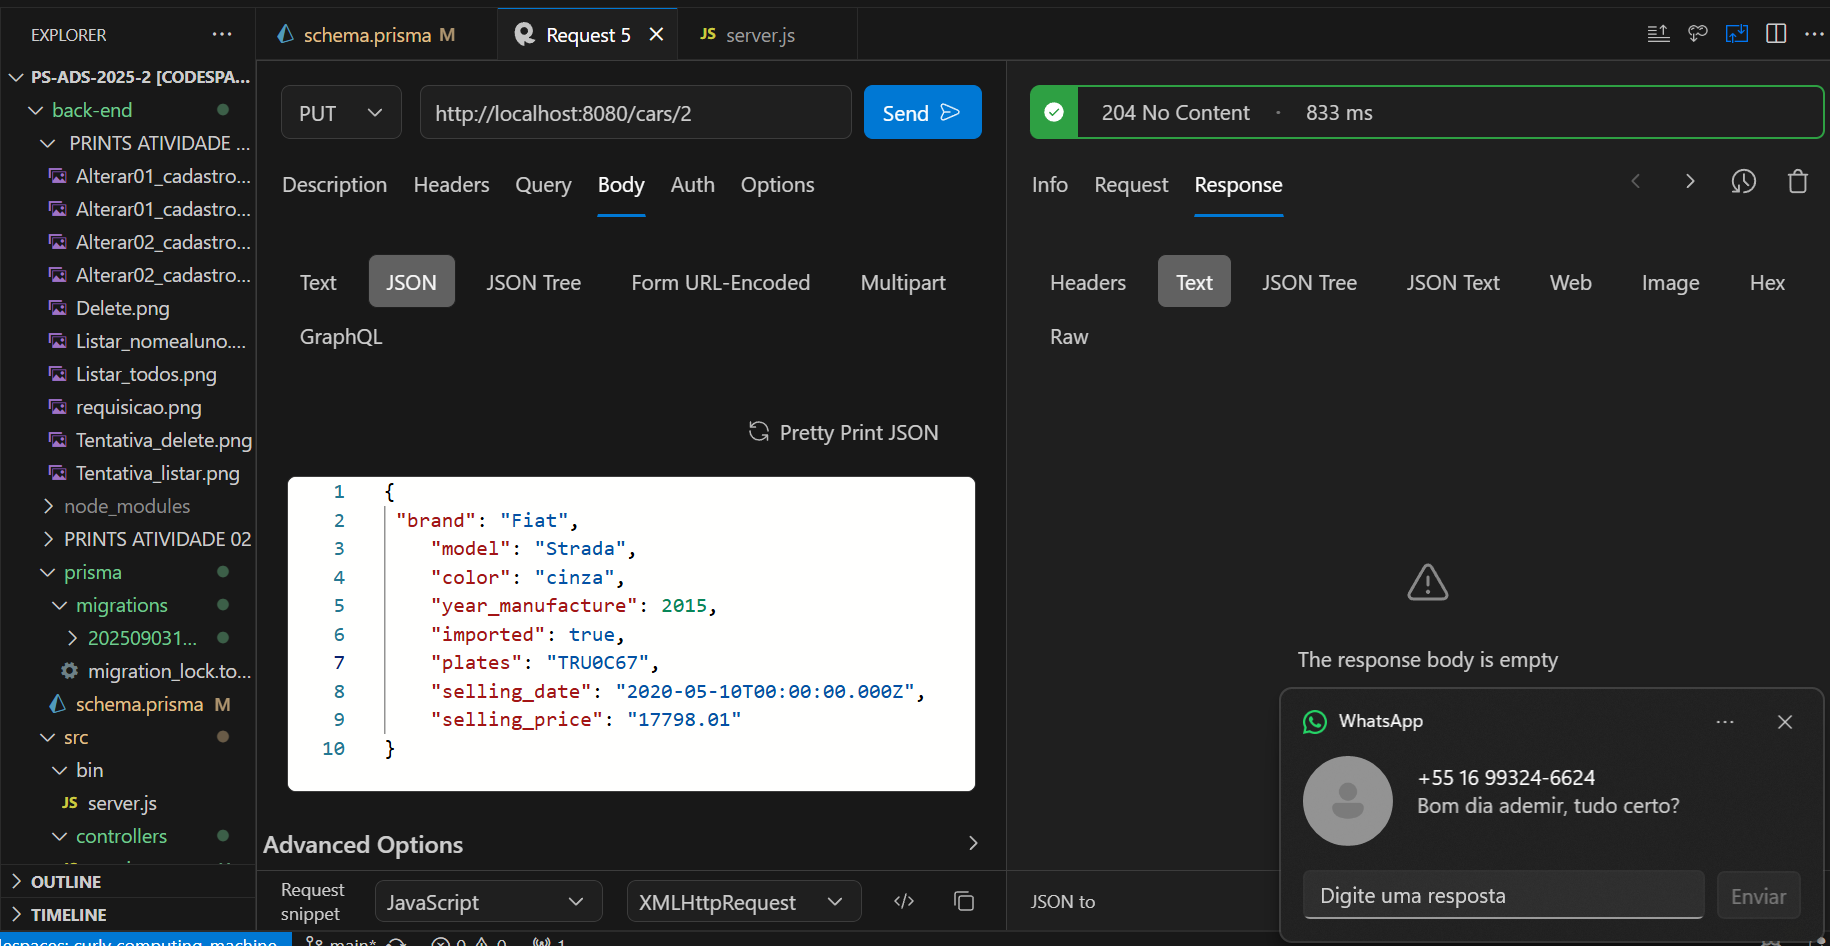 EXPLORER
PS-ADS-2025-2 [CODESPA...
back-end
PRINTS ATIVIDADE ...
Alterar01_cadastro...
Alterar01_cadastro...
Alterar02_cadastro...
Alterar02_cadastro...
Delete.png
Listar_nomealuno....
Listar_todos.png
requisicao.png
Tentativa_delete.png
Tentativa_listar.png
node_modules
PRINTS ATIVIDADE 02
prisma
migrations
202509031...
migration_lock.to...
schema.prisma M
src
bin
JS server.js
controllers
OUTLINE
TIMELINE
schema.prisma M
Request 5
JS server.js
PUT
http://localhost:8080/cars/2
Send
Description Headers Query Body Auth Options
Text JSON JSON Tree Form URL-Encoded Multipart
GraphQL
Pretty Print JSON
1 {
2 "brand": "Fiat",
3 "model": "Strada",
4 "color": "cinza",
5 "year_manufacture": 2015,
6 "imported": true,
7 "plates": "TRU0C67",
8 "selling_date": "2020-05-10T00:00:00.000Z",
9 "selling_price": "17798.01"
10 }
Advanced Options
Request snippet
JavaScript
XMLHttpRequest
204 No Content · 833 ms
Info Request Response
Headers Text JSON Tree JSON Text Web Image Hex
Raw
The response body is empty
JSON to
WhatsApp
+55 16 99324-6624
Bom dia ademir, tudo certo?
Digite uma resposta
Enviar
despaces: curly computing machine
main*
0 0 1